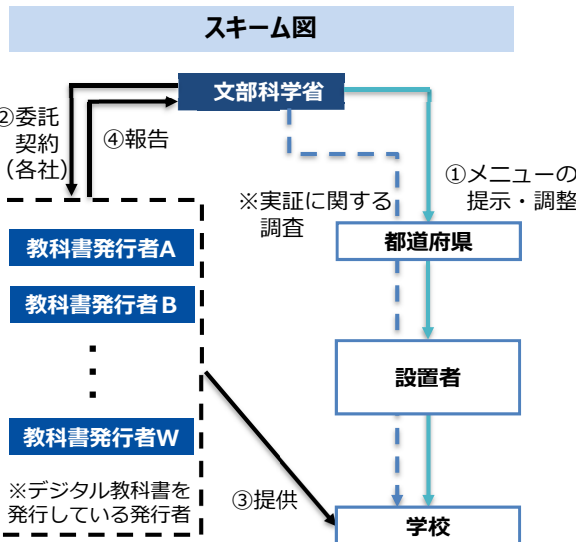 スキーム図
文部科学省
②委託
契約
(各社)
④報告
①メニューの
提示・調整
※実証に関する
調査
都道府県
教科書発行者A
教科書発行者B
・
・
・
教科書発行者W
※デジタル教科書を
発行している発行者
設置者
③提供
学校